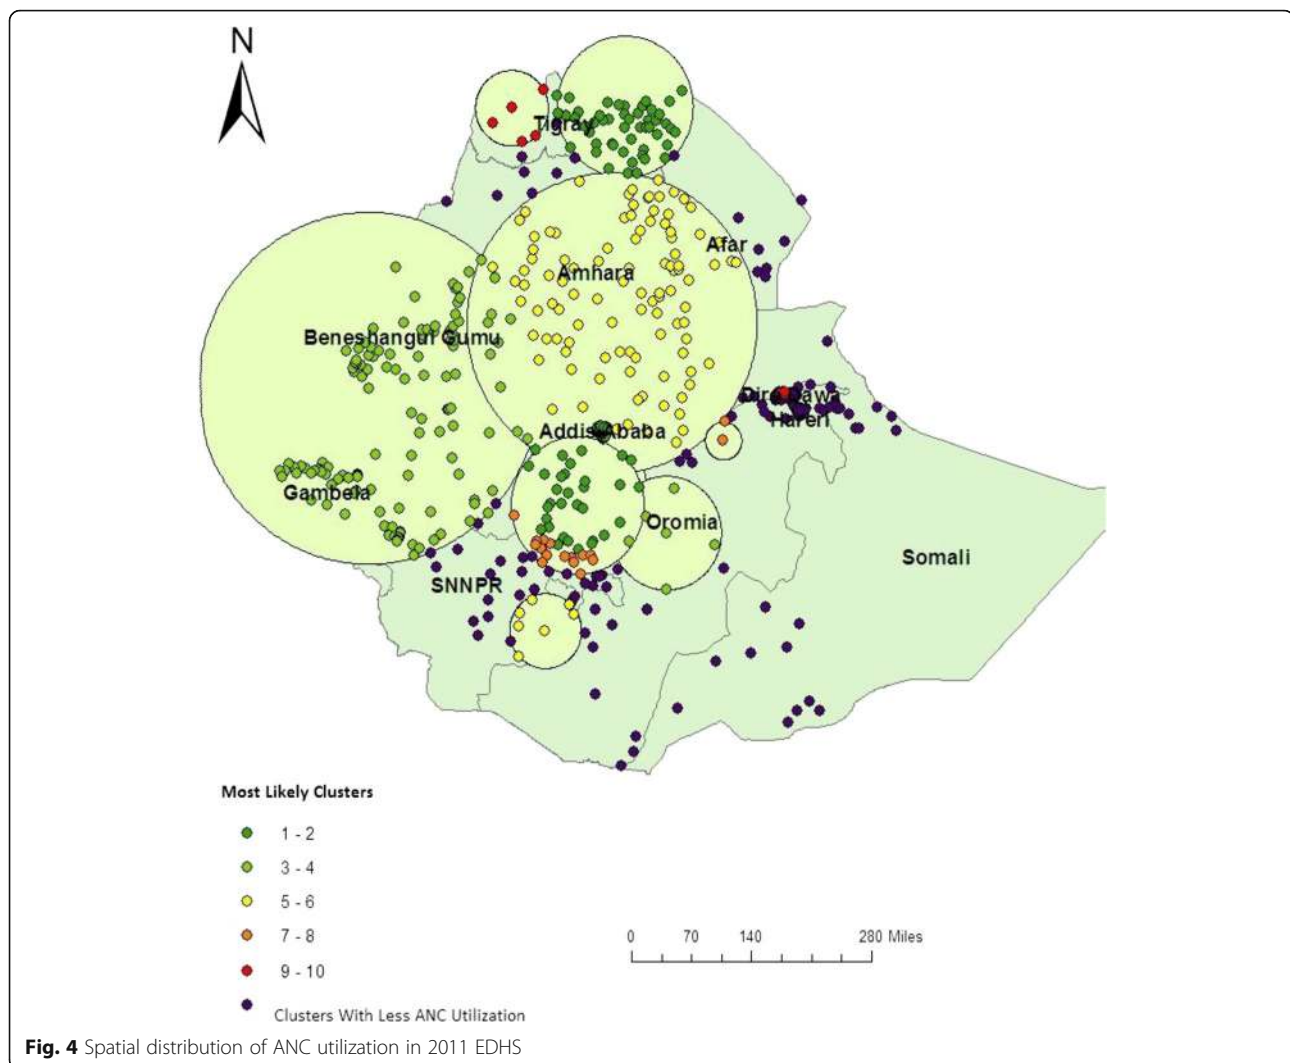 N
Tigray
Afar
Amhara
Beneshangul Gumu
Dire Dawa
Hareri
Addis Ababa
Gambela
Oromia
Somali
SNNPR
Most Likely Clusters
1 - 2
3 - 4
5 - 6
7 - 8
9 - 10
Clusters With Less ANC Utilization
0 70 140 280 Miles
Fig. 4 Spatial distribution of ANC utilization in 2011 EDHS